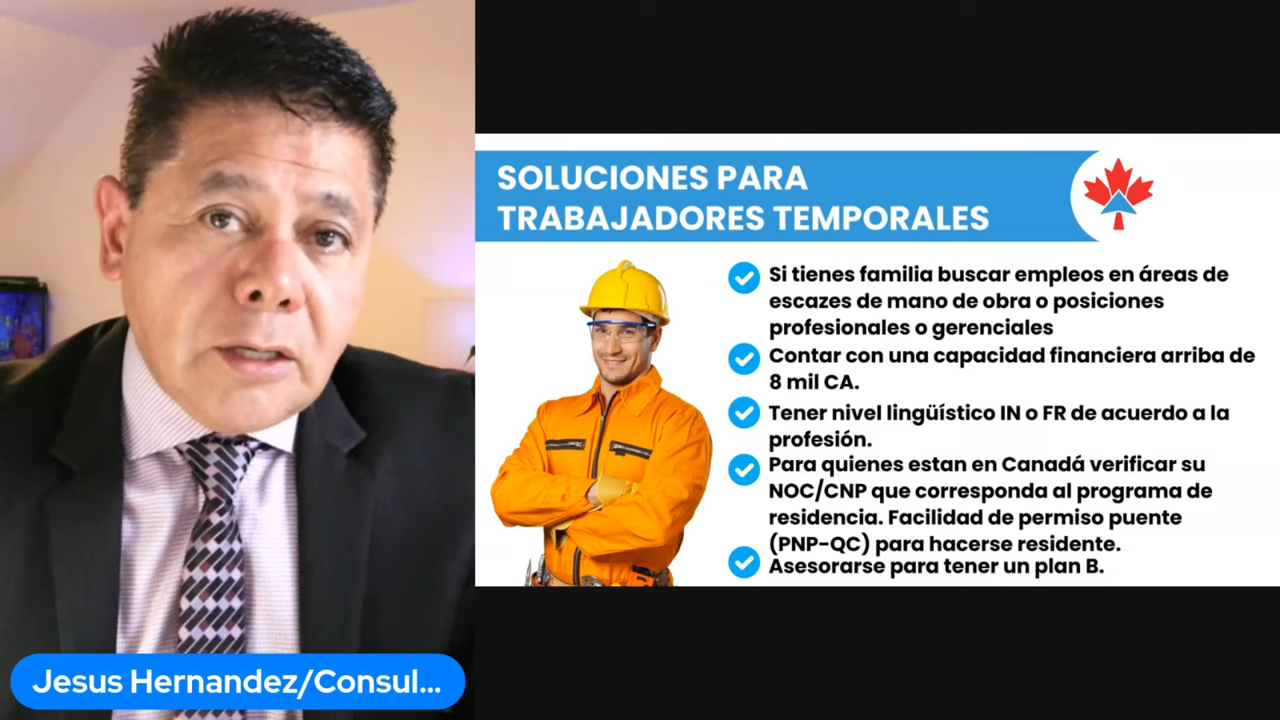 SOLUCIONES PARA
TRABAJADORES TEMPORALES
Si tienes familia buscar empleos en áreas de
escazes de mano de obra o posiciones
profesionales o gerenciales
Contar con una capacidad financiera arriba de
8 mil CA.
Tener nivel lingüístico IN o FR de acuerdo a la
profesión.
Para quienes estan en Canadá verificar su
NOC/CNP que corresponda al programa de
residencia. Facilidad de permiso puente
(PNP-QC) para hacerse residente.
Asesorarse para tener un plan B.
Jesus Hernandez/Consul...